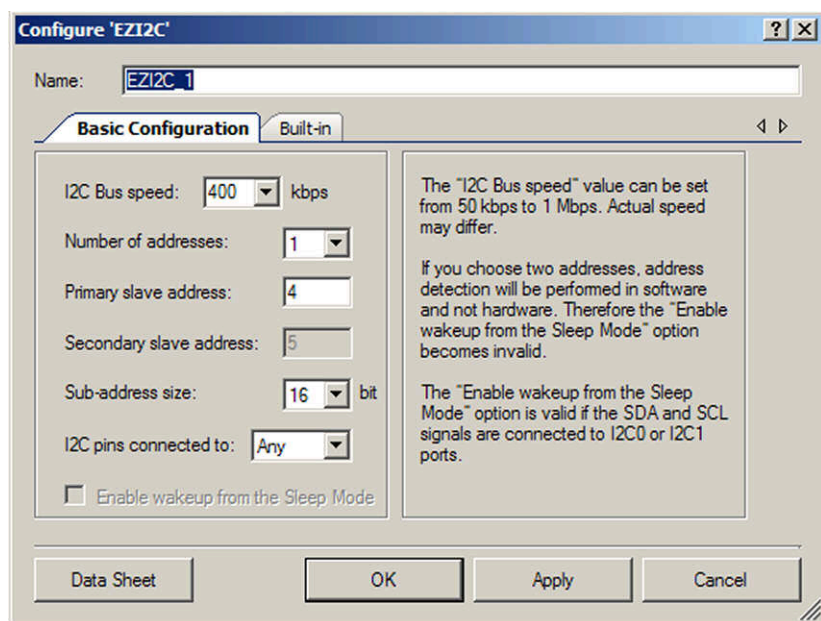 Configure 'EZI2C'
Name: EZI2C_1
Basic Configuration Built-in
I2C Bus speed: 400 kbps
Number of addresses: 1
Primary slave address: 4
Secondary slave address: 5
Sub-address size: 16 bit
I2C pins connected to: Any
Enable wakeup from the Sleep Mode
The "I2C Bus speed" value can be set
from 50 kbps to 1 Mbps. Actual speed
may differ.
If you choose two addresses, address
detection will be performed in software
and not hardware. Therefore the "Enable
wakeup from the Sleep Mode" option
becomes invalid.
The "Enable wakeup from the Sleep
Mode" option is valid if the SDA and SCL
signals are connected to I2C0 or I2C1
ports.
Data Sheet OK Apply Cancel